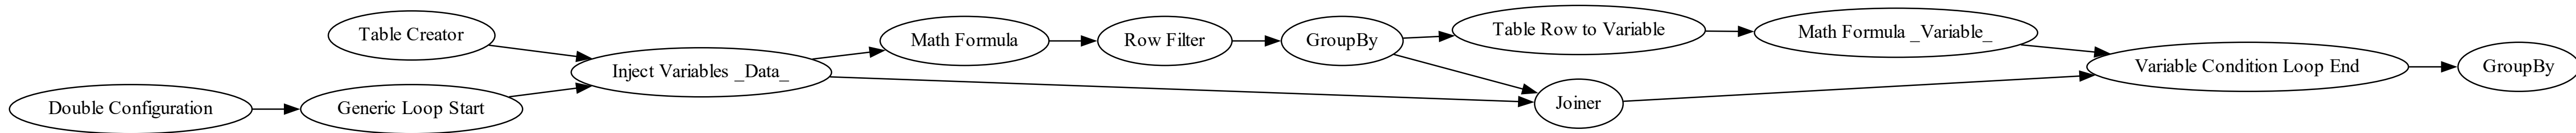 Table Creator
Double Configuration
Generic Loop Start
Inject Variables _Data_
Math Formula
Row Filter
GroupBy
Table Row to Variable
Math Formula _Variable_
Joiner
Variable Condition Loop End
GroupBy